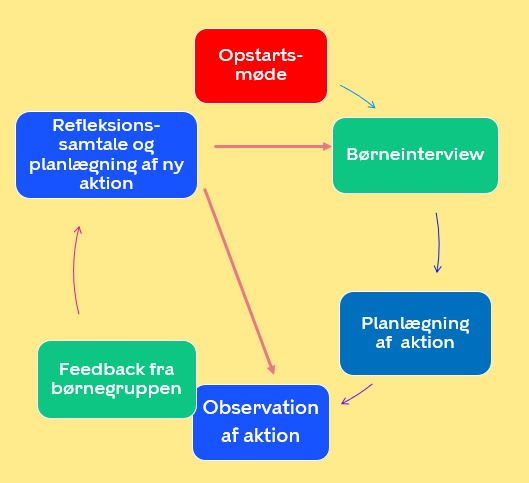 Opstarts-
møde
Refleksions-
samtale og
planlægning af ny
aktion
Børneinterview
Planlægning
af aktion
Feedback fra
børnegruppen
Observation
af aktion